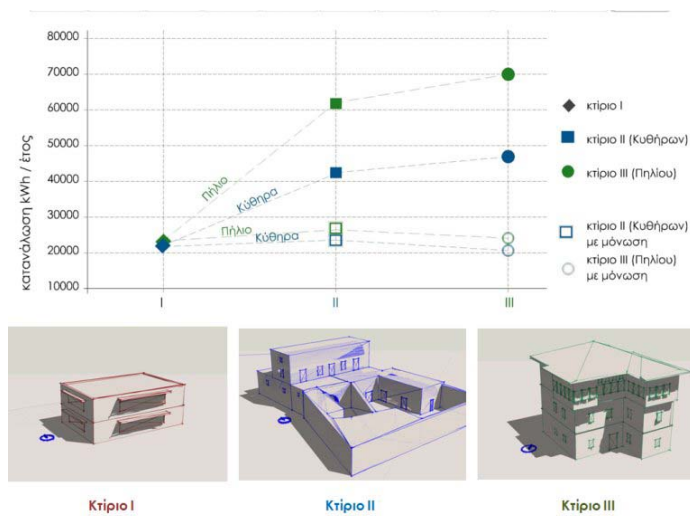 80000
70000
60000
50000
40000
30000
20000
10000
κατανάλωση kWh / έτος
Πήλιο
Κύθηρα
Πήλιο
Κύθηρα
I
II
III
κτίριο I
κτίριο II (Κυθήρων)
κτίριο III (Πηλίου)
κτίριο II (Κυθήρων)
με μόνωση
κτίριο III (Πηλίου)
με μόνωση
Κτίριο I
Κτίριο II
Κτίριο III